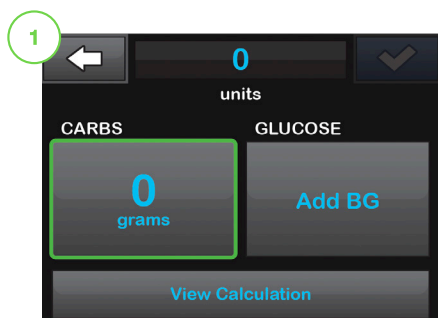 1
0
units
CARBS GLUCOSE
0
grams
Add BG
View Calculation